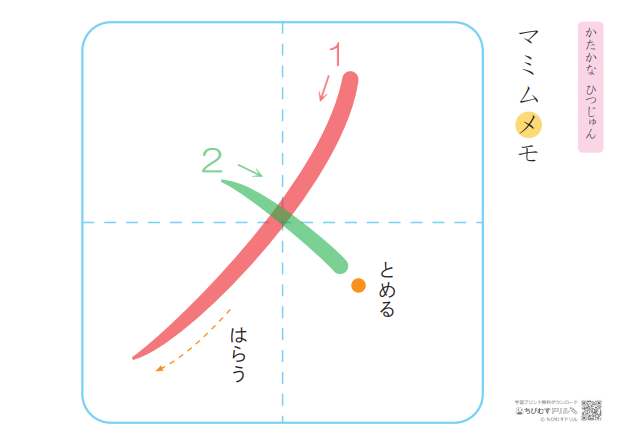 かたかな ひつじゅん
マミムメモ
1
2
メ
とめる
はらう
学習プリント無料ダウンロード
ちびむすドリル
© ちびむすドリル